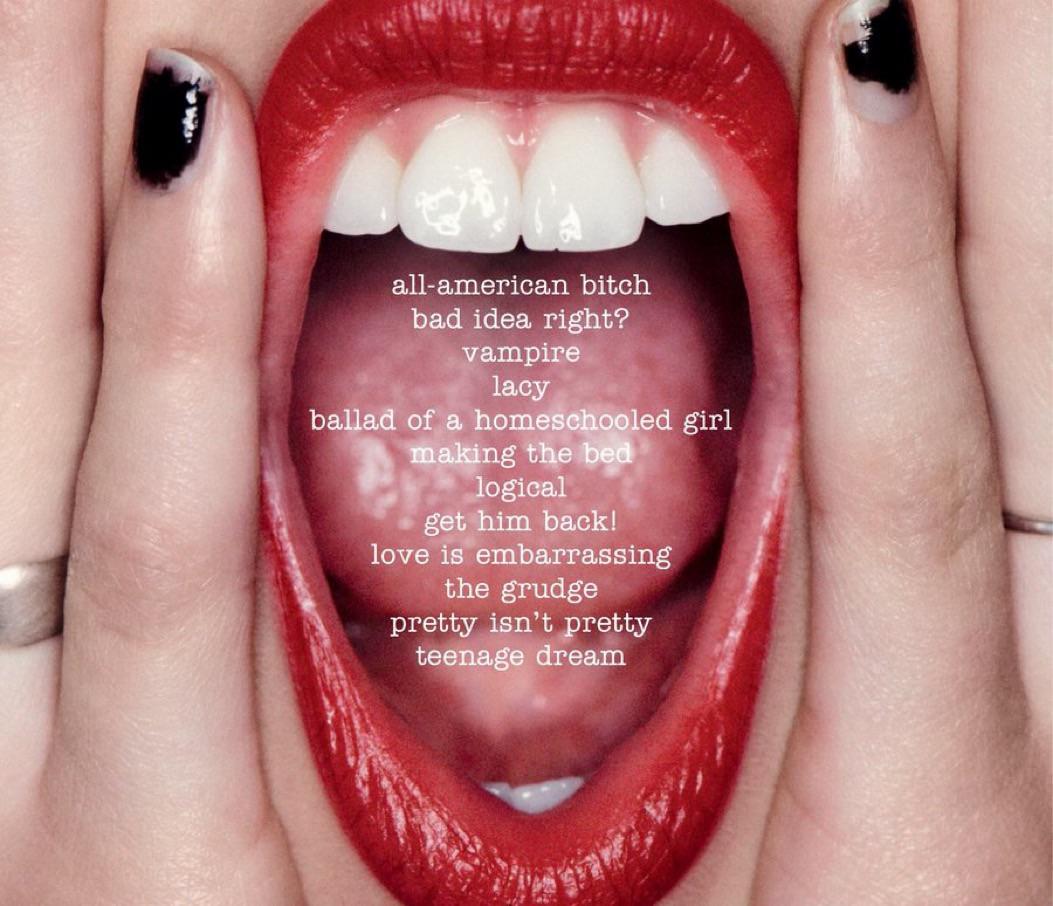 all-american bitch
bad idea right?
vampire
lacy
ballad of a homeschooled girl
making the bed
logical
get him back!
love is embarrassing
the grudge
pretty isn’t pretty
teenage dream